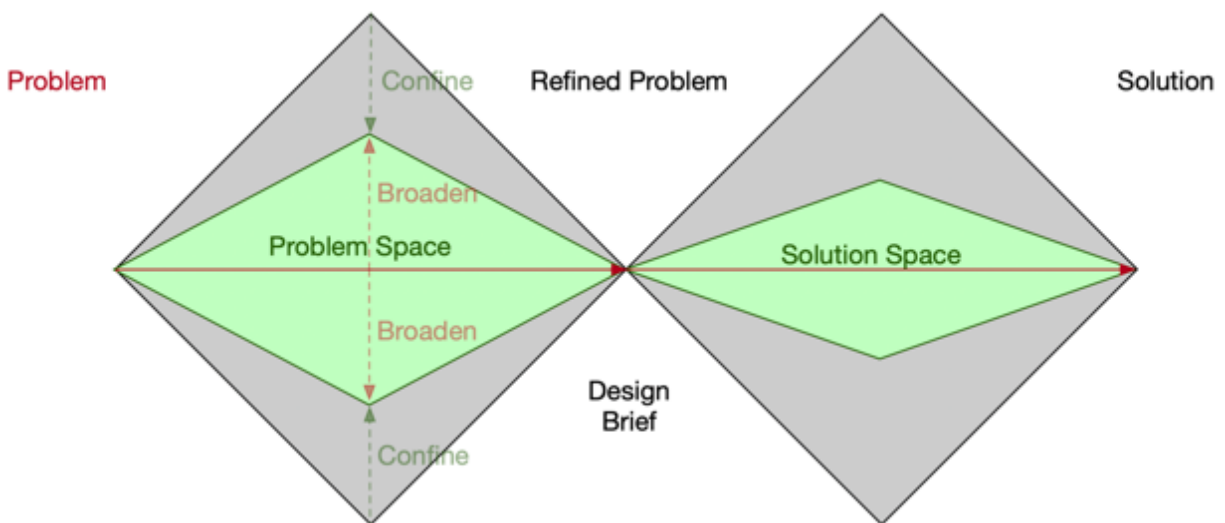 Problem
Confine
Refined Problem
Solution
Broaden
Problem Space
Solution Space
Broaden
Design
Brief
Confine